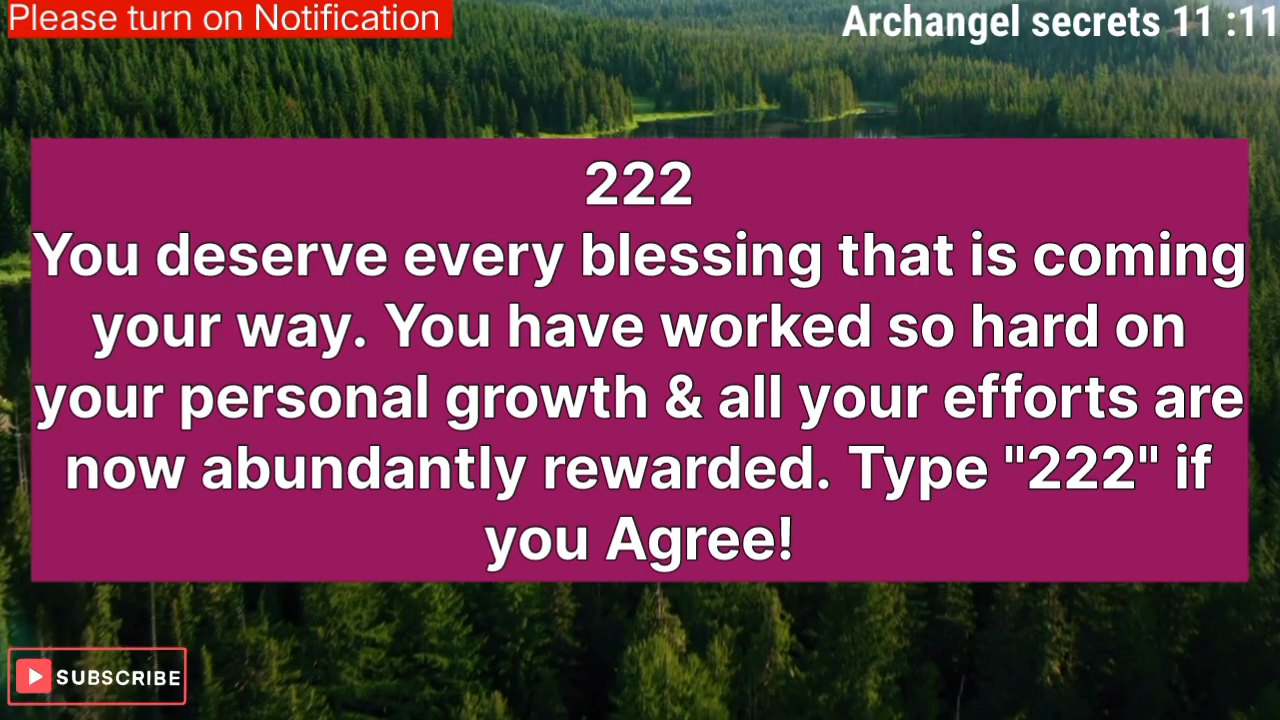 Please turn on Notification
Archangel secrets 11 :11
222
You deserve every blessing that is coming
your way. You have worked so hard on
your personal growth & all your efforts are
now abundantly rewarded. Type "222" if
you Agree!
SUBSCRIBE